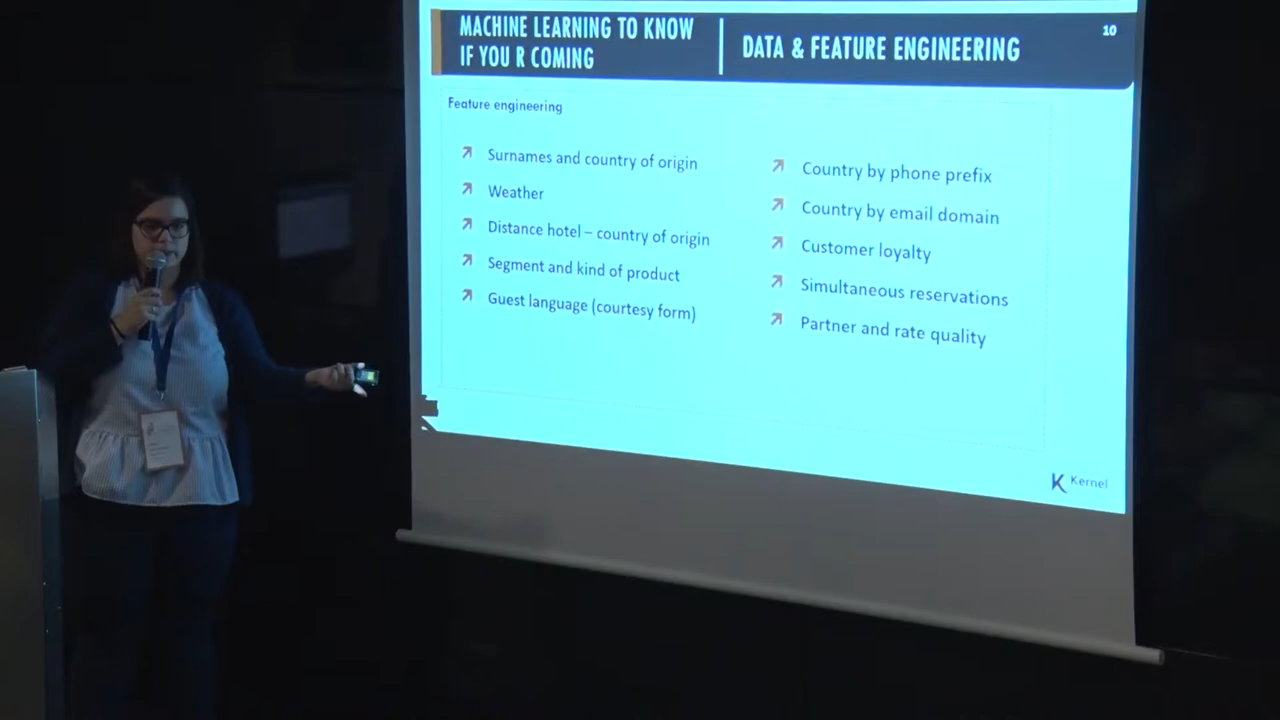 MACHINE LEARNING TO KNOW
IF YOU R COMING
DATA & FEATURE ENGINEERING
10
Feature engineering
Surnames and country of origin
Weather
Distance hotel – country of origin
Segment and kind of product
Guest language (courtesy form)
Country by phone prefix
Country by email domain
Customer loyalty
Simultaneous reservations
Partner and rate quality
Kernel